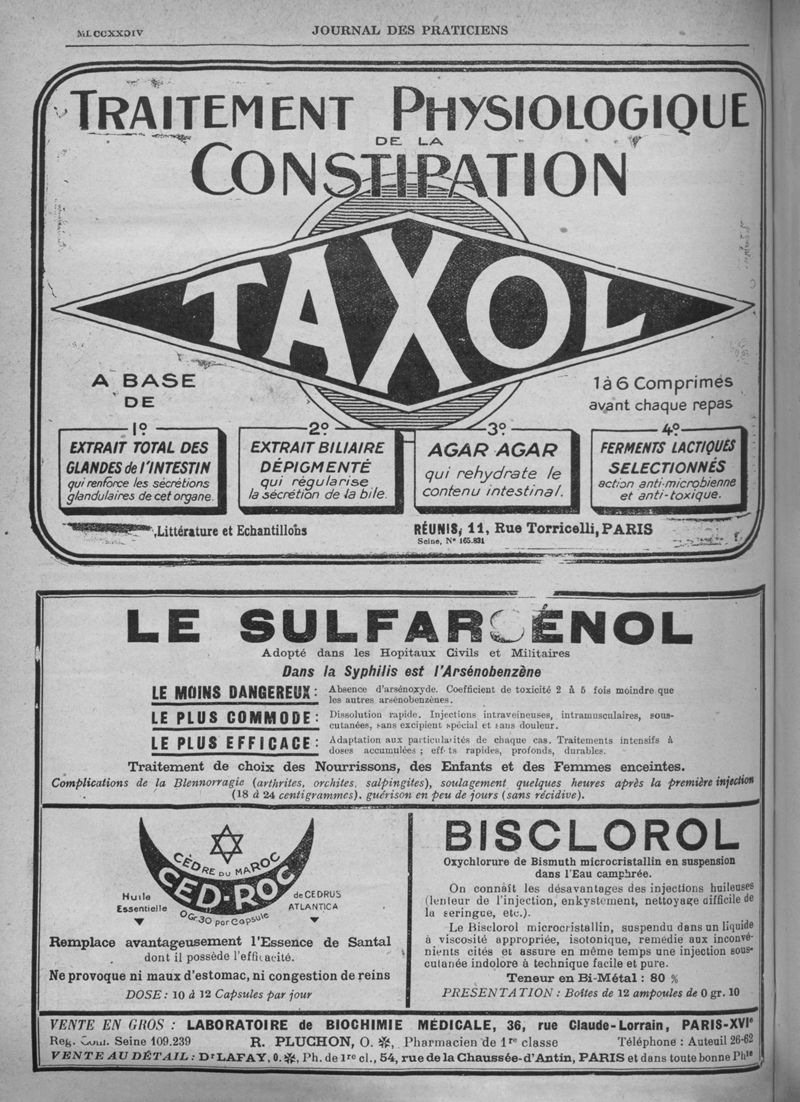 JOURNAL DES PRATICIENS
TRAITEMENT PHYSIOLOGIQUE
DE LA
CONSTIPATION
TAXOL
A BASE
DE
1 à 6 Comprimés
avant chaque repas
1º
EXTRAIT TOTAL DES
GLANDES de l'INTESTIN
qui renforce les sécrétions
glandulaires de cet organe.
2º
EXTRAIT BILIAIRE
DÉPIGMENTÉ
qui régularise
la sécrétion de la bile.
3º
AGAR AGAR
qui rehydrate le
contenu intestinal.
4º
FERMENTS LACTIQUES
SELECTIONNÉS
action anti-microbienne
et anti-toxique.
Littérature et Echantillons
RÉUNIS, 11, Rue Torricelli, PARIS
Seine, Nº 165.831
LE SULFARSÉNOL
Adopté dans les Hopitaux Civils et Militaires
Dans la Syphilis est l'Arsénobenzène
LE MOINS DANGEREUX : Absence d'arsénoxyde. Coefficient de toxicité 2 à 5 fois moindre que
les autres arsénobenzènes.
LE PLUS COMMODE : Dissolution rapide. Injections intraveineuses, intramusculaires, sous-
cutanées, sans excipient spécial et sans douleur.
LE PLUS EFFICACE : Adaptation aux particularités de chaque cas. Traitements intensifs à
doses accumulées ; effets rapides, profonds, durables.
Traitement de choix des Nourrissons, des Enfants et des Femmes enceintes.
Complications de la Blennorragie (arthrites, orchites, salpingites), soulagement quelques heures après la première injection
(18 à 24 centigrammes), guérison en peu de jours (sans récidive).
CÈDRE DU MAROC
CED-ROC
Huile
Essentielle
0 Gr. 30 par Capsule
de CEDRUS
ATLANTICA
Remplace avantageusement l'Essence de Santal
dont il possède l'efficacité.
Ne provoque ni maux d'estomac, ni congestion de reins
DOSE : 10 à 12 Capsules par jour
BISCLOROL
Oxychlorure de Bismuth microcristallin en suspension
dans l'Eau camphrée.
On connaît les désavantages des injections huileuses
(lenteur de l'injection, enkystement, nettoyage difficile de
la seringue, etc.).
Le Bisclorol microcristallin, suspendu dans un liquide
à viscosité appropriée, isotonique, remédie aux inconvé-
nients cités et assure en même temps une injection sous-
cutanée indolore à technique facile et pure.
Teneur en Bi-Métal : 80 %
PRESENTATION : Boîtes de 12 ampoules de 0 gr. 10
VENTE EN GROS : LABORATOIRE de BIOCHIMIE MÉDICALE, 36, rue Claude-Lorrain, PARIS-XVIe
Reg. Com. Seine 109.239 R. PLUCHON, O. ✻, Pharmacien de 1re classe Téléphone : Auteuil 26-62
VENTE AU DÉTAIL : Dr LAFAY, O. ✻, Ph. de 1re cl., 54, rue de la Chaussée-d'Antin, PARIS et dans toute bonne Phie